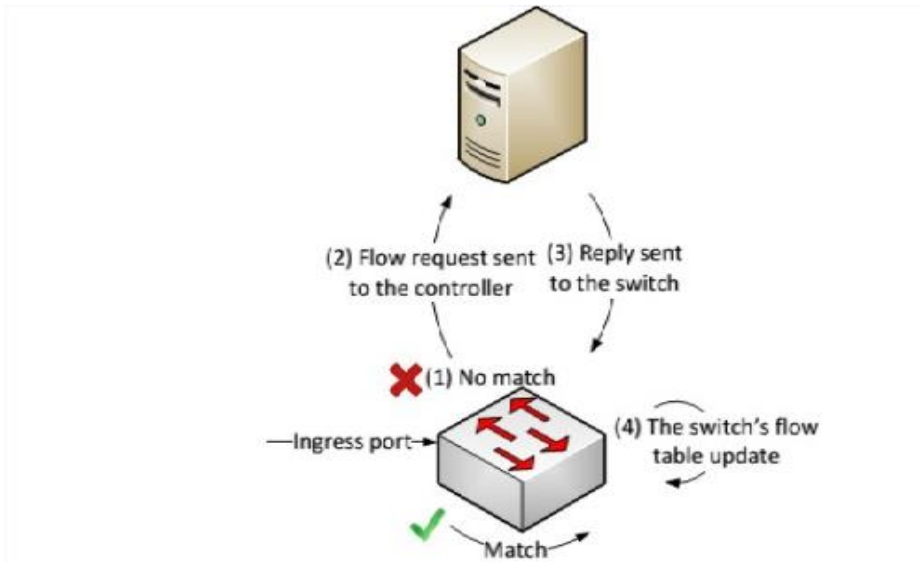 (2) Flow request sent
to the controller
(3) Reply sent
to the switch
(1) No match
Ingress port
(4) The switch's flow
table update
Match